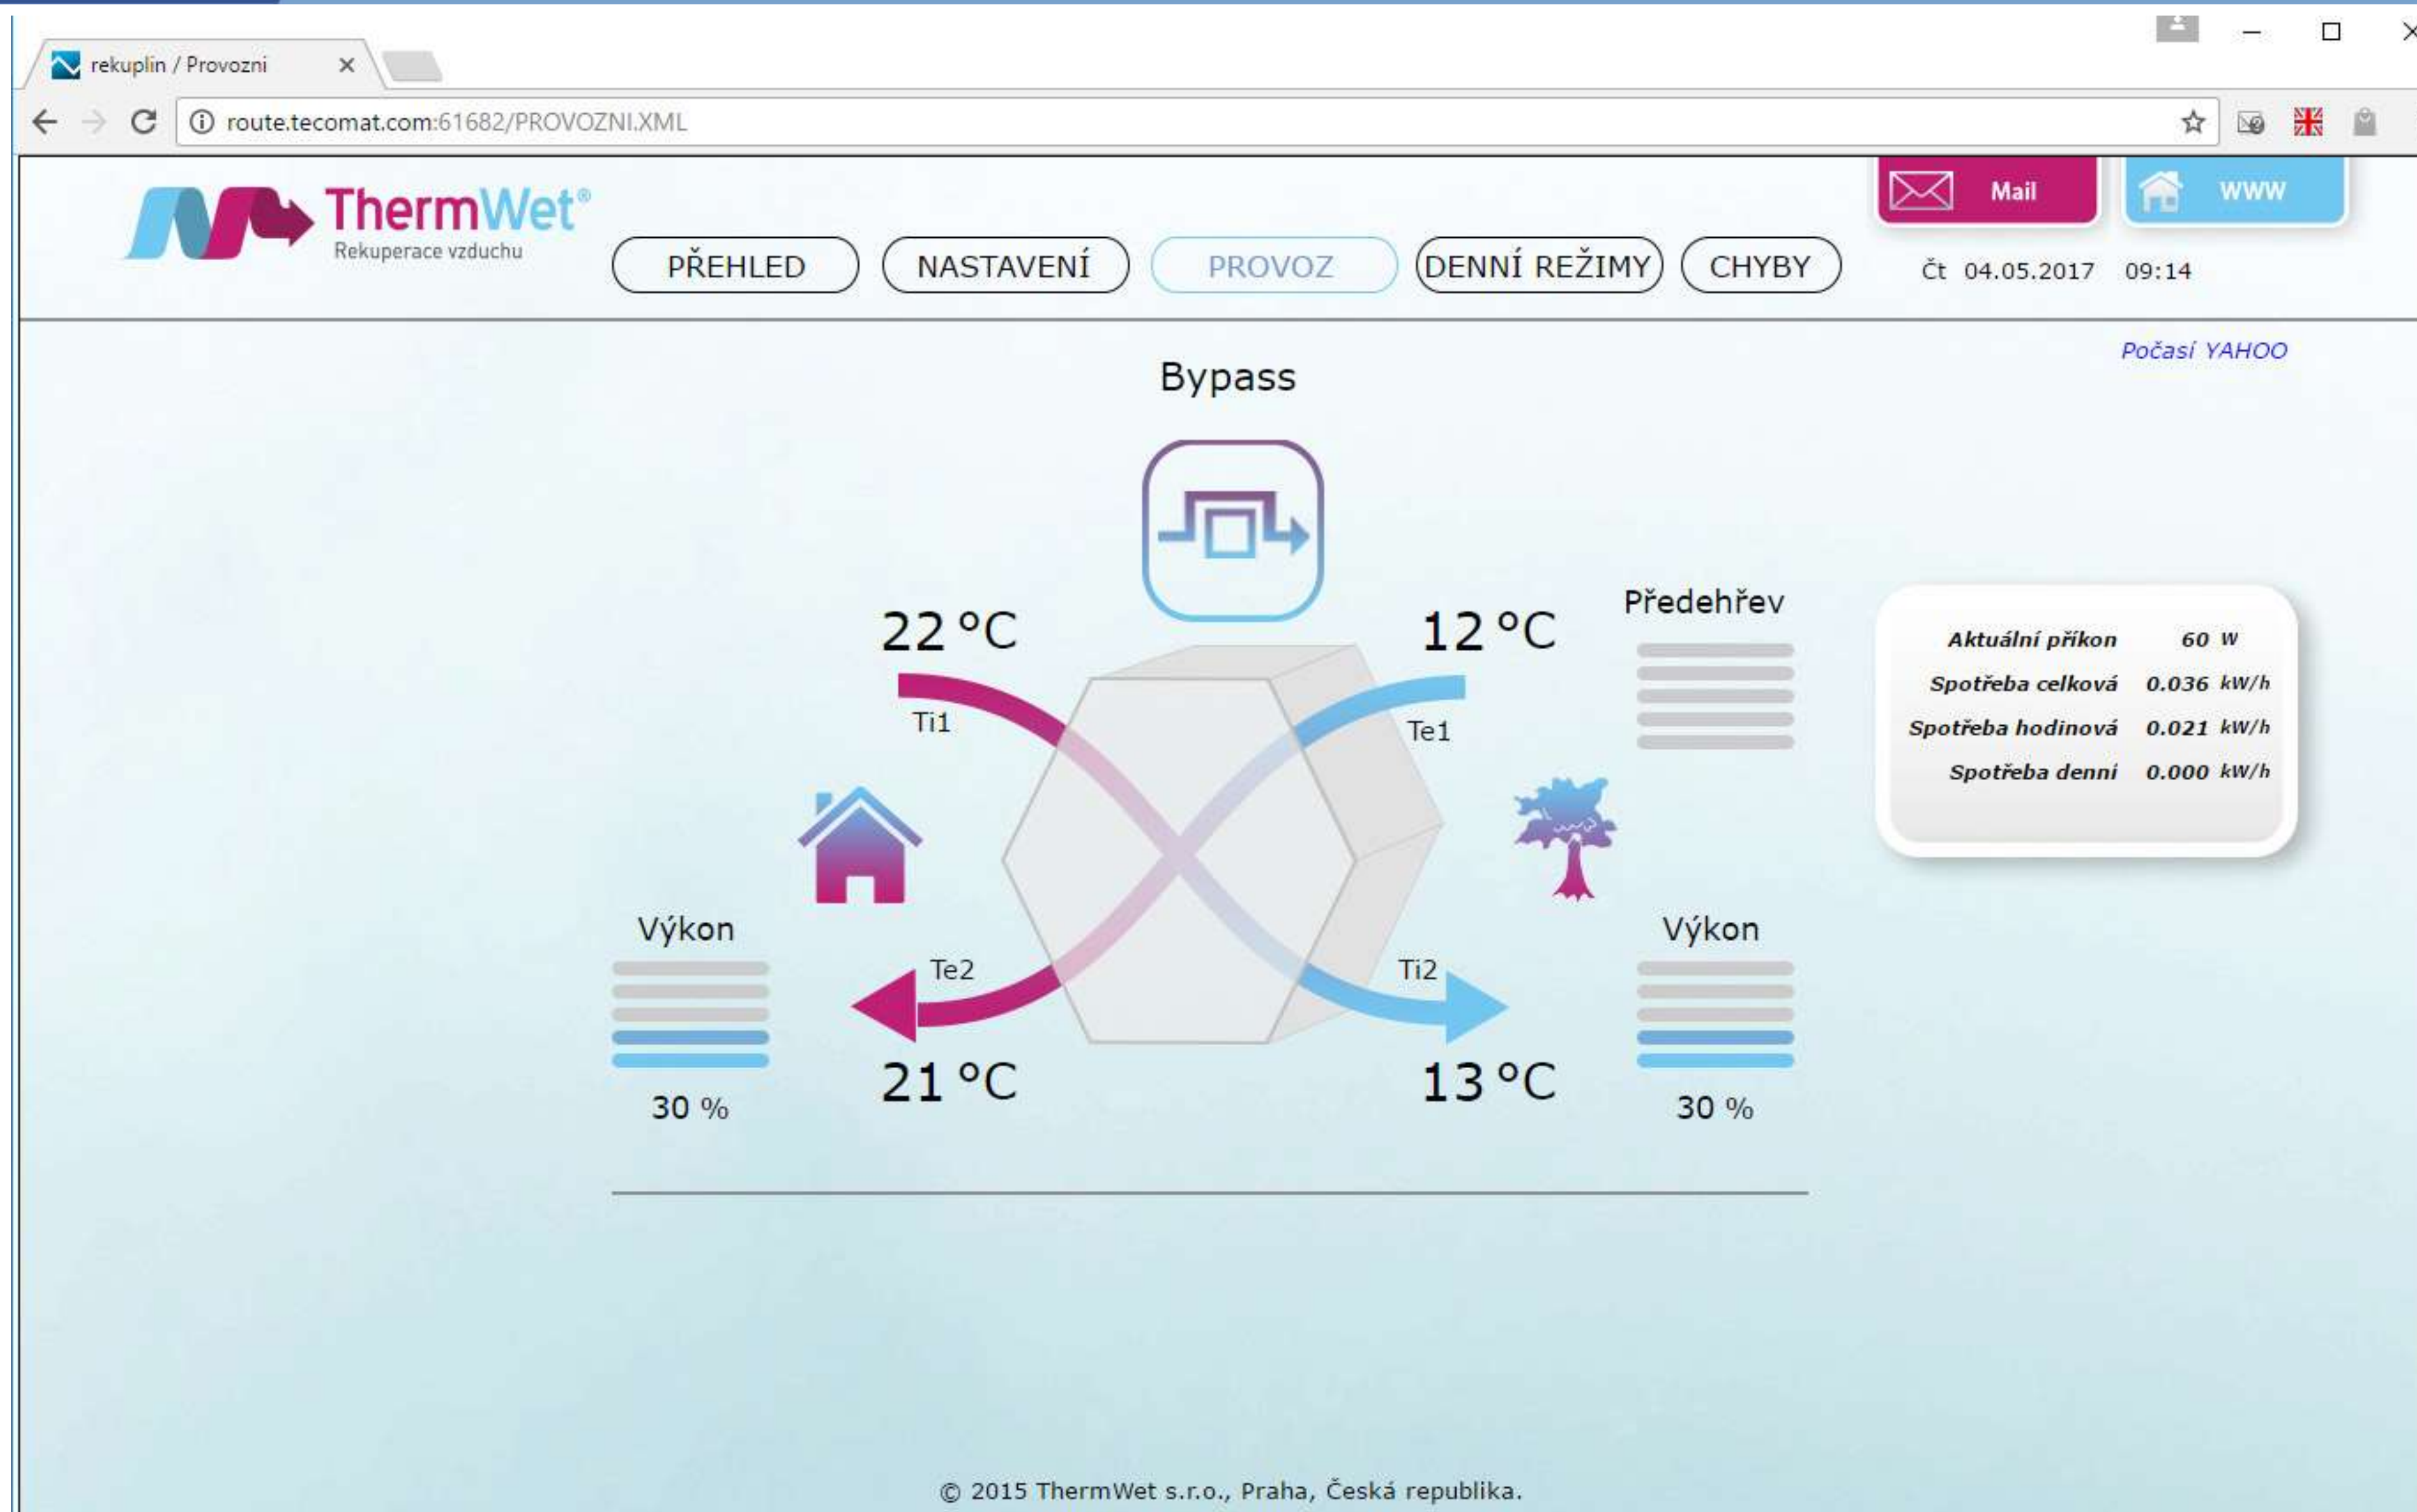 rekuplin / Provozni
route.tecomat.com:61682/PROVOZNI.XML
ThermWet®
Rekuperace vzduchu
Mail
WWW
PŘEHLED
NASTAVENÍ
PROVOZ
DENNÍ REŽIMY
CHYBY
Čt 04.05.2017 09:14
Počasí YAHOO
Bypass
22 °C
12 °C
Předehřev
Ti1
Te1
Aktuální příkon 60 W
Spotřeba celková 0.036 kW/h
Spotřeba hodinová 0.021 kW/h
Spotřeba denní 0.000 kW/h
Výkon
Výkon
Te2
Ti2
21 °C
13 °C
30 %
30 %
© 2015 ThermWet s.r.o., Praha, Česká republika.